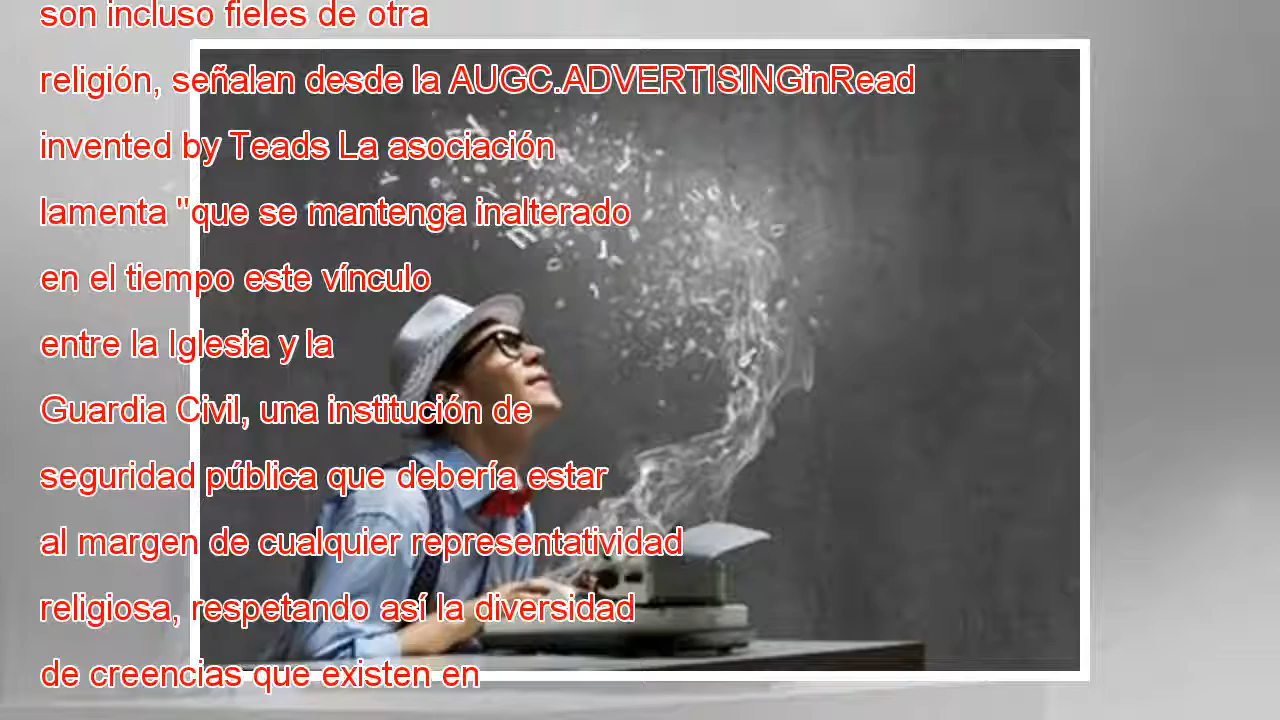 son incluso fieles de otra
religión, señalan desde la AUGC.ADVERTISINGinRead
invented by Teads La asociación
lamenta "que se mantenga inalterado
en el tiempo este vínculo
entre la Iglesia y la
Guardia Civil, una institución de
seguridad pública que debería estar
al margen de cualquier representatividad
religiosa, respetando así la diversidad
de creencias que existen en